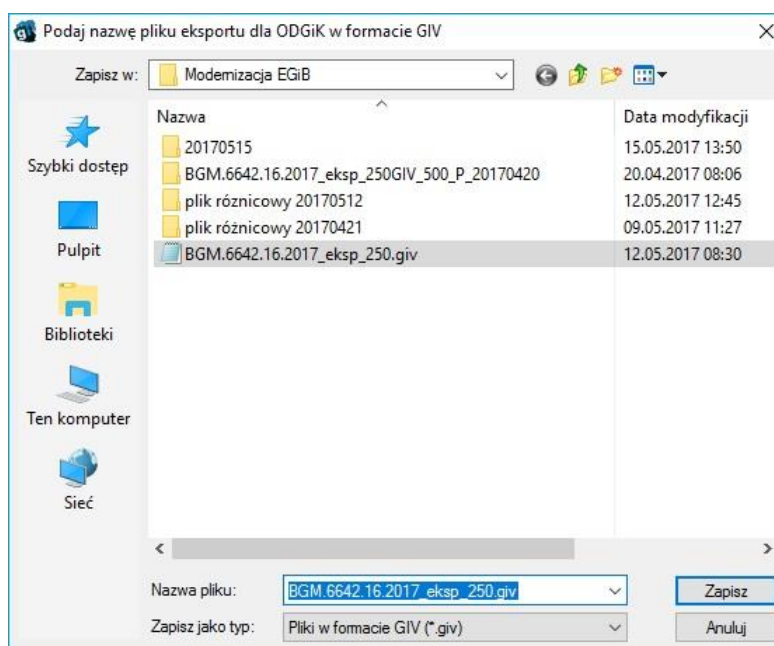 Podaj nazwę pliku eksportu dla ODGiK w formacie GIV
Zapisz w: Modernizacja EGiB
Nazwa Data modyfikacji
20170515 15.05.2017 13:50
BGM.6642.16.2017_eksp_250GIV_500_P_20170420 20.04.2017 08:06
plik róznicowy 20170512 12.05.2017 12:45
plik różnicowy 20170421 09.05.2017 11:27
BGM.6642.16.2017_eksp_250.giv 12.05.2017 08:30
Szybki dostęp
Pulpit
Biblioteki
Ten komputer
Sieć
Nazwa pliku: BGM.6642.16.2017_eksp_250.giv Zapisz
Zapisz jako typ: Pliki w formacie GIV (*.giv) Anuluj